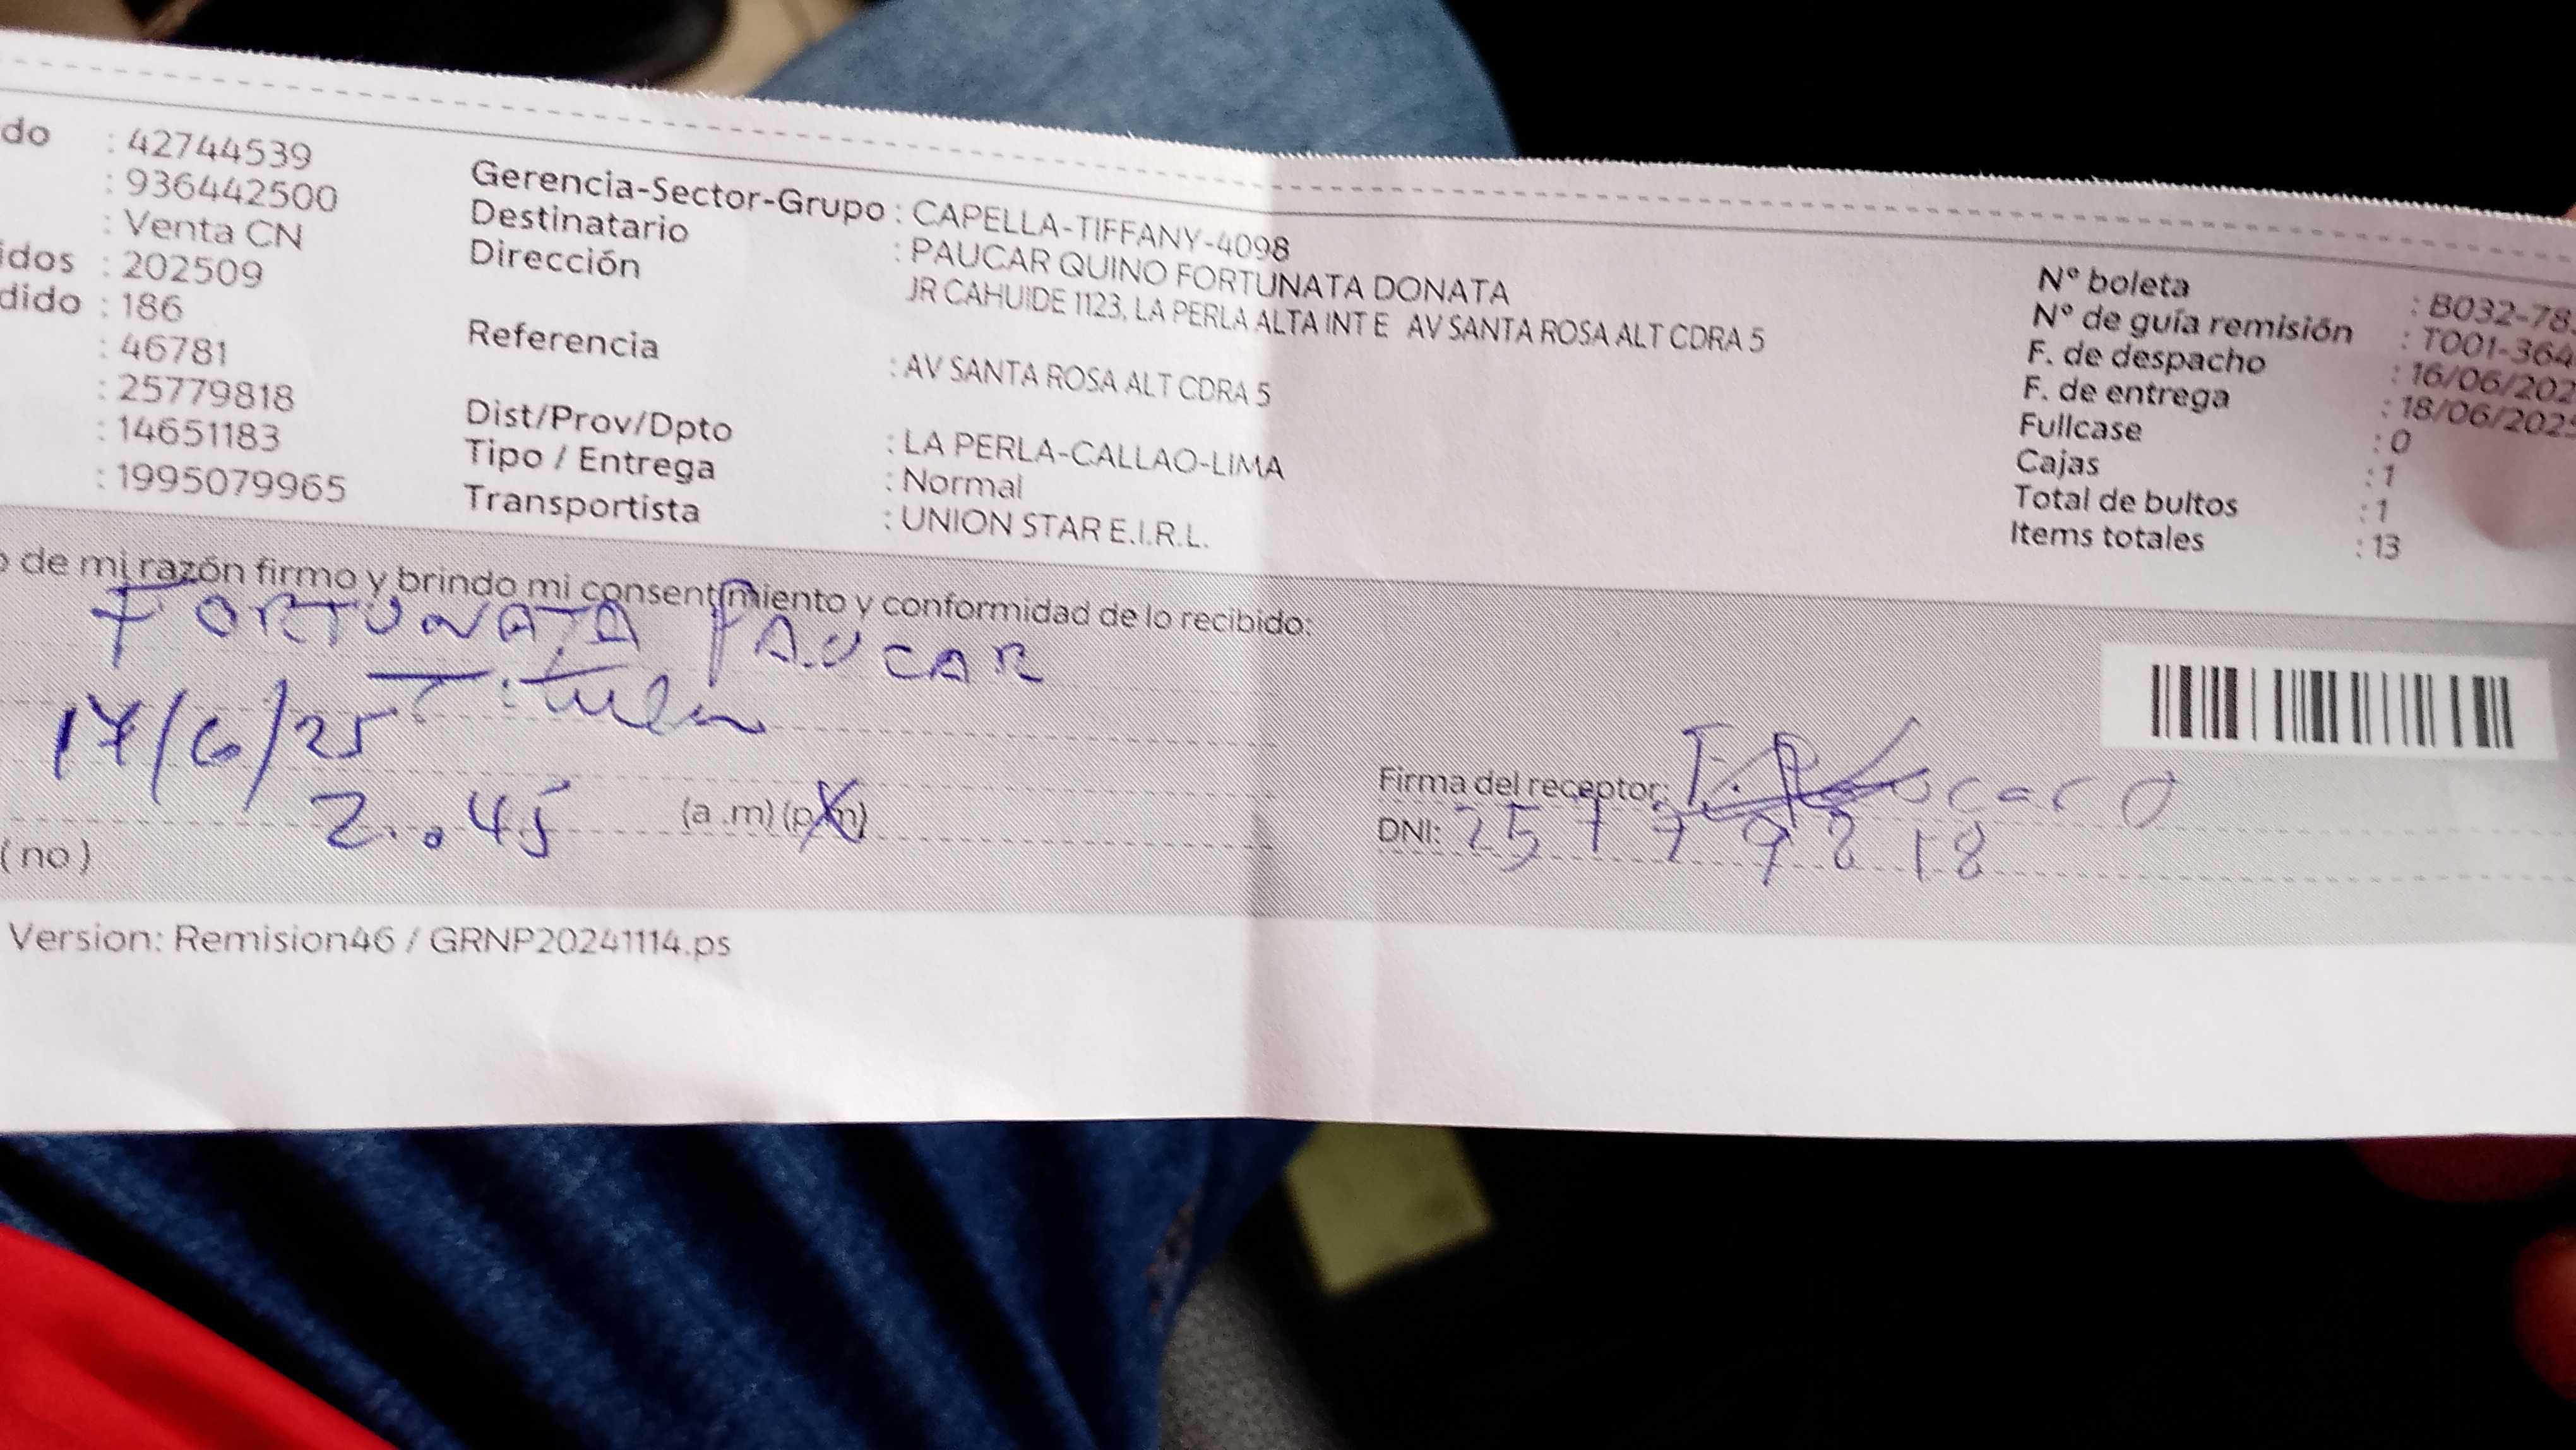 do : 42744539
: 936442500
: Venta CN
idos : 202509
dido : 186
: 46781
: 25779818
: 14651183
: 1995079965
Gerencia-Sector-Grupo : CAPELLA-TIFFANY-4098
Destinatario : PAUCAR QUINO FORTUNATA DONATA
Dirección JR CAHUIDE 1123, LA PERLA ALTA INT E AV SANTA ROSA ALT CDRA 5
Referencia : AV SANTA ROSA ALT CDRA 5
Dist/Prov/Dpto : LA PERLA-CALLAO-LIMA
Tipo / Entrega : Normal
Transportista : UNION STAR E.I.R.L.
Nº boleta : B032-78
Nº de guía remisión : T001-364
F. de despacho : 16/06/202
F. de entrega : 18/06/2025
Fullcase : 0
Cajas : 1
Total de bultos : 1
Items totales : 13
o de mi razón firmo y brindo mi consentimiento y conformidad de lo recibido:
FORTUNATA PAUCAR
Titular
17/6/25
2:45 (a .m) (p.m)
( no )
Firma del receptor:
DNI: 25779818
Version: Remision46 / GRNP20241114.ps